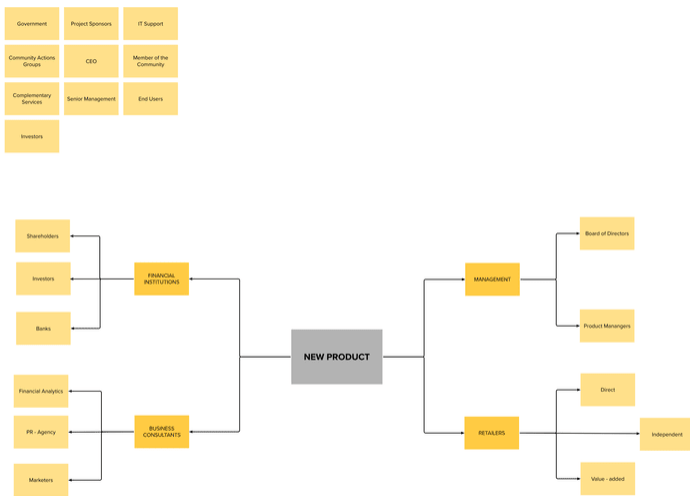 Government
Project Sponsors
IT Support
Community Actions
Groups
CEO
Member of the
Community
Complementary
Services
Senior Management
End Users
Investors
Shareholders
Investors
Banks
FINANCIAL
INSTITUTIONS
Financial Analytics
PR - Agency
Marketers
BUSINESS
CONSULTANTS
NEW PRODUCT
MANAGEMENT
Board of Directors
Product Manangers
RETAILERS
Direct
Independent
Value - added